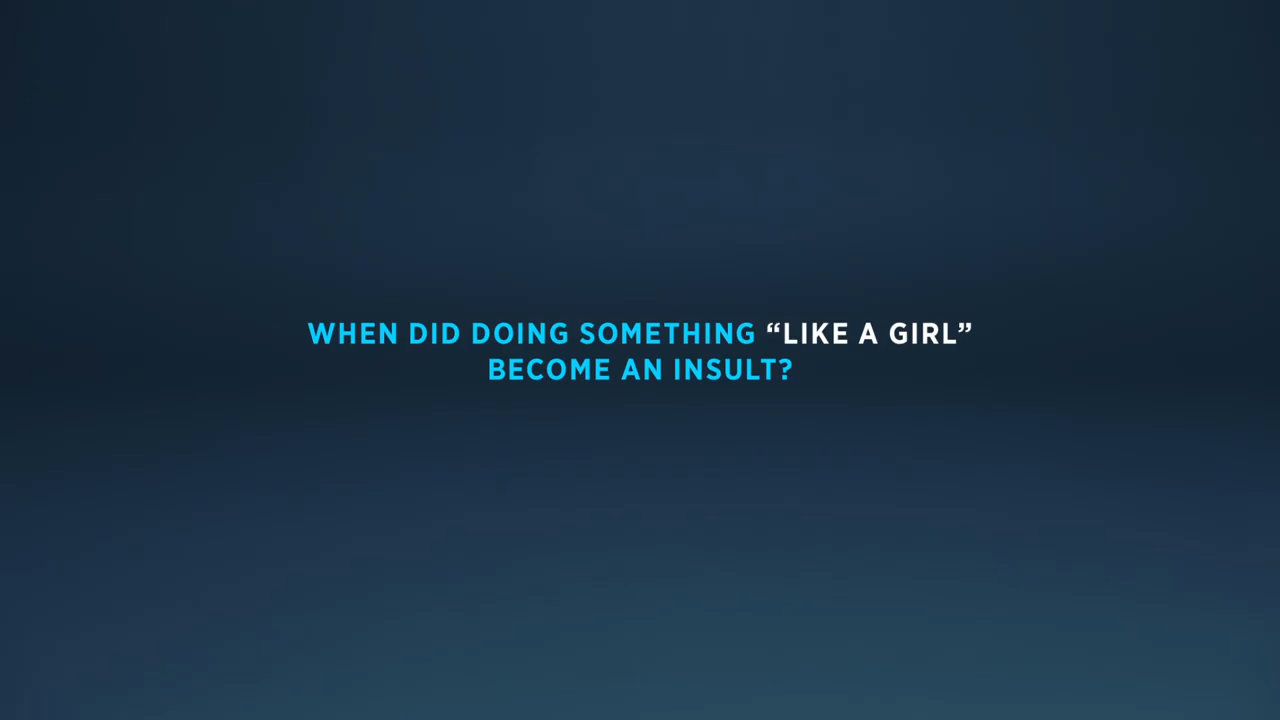 WHEN DID DOING SOMETHING “LIKE A GIRL”
BECOME AN INSULT?